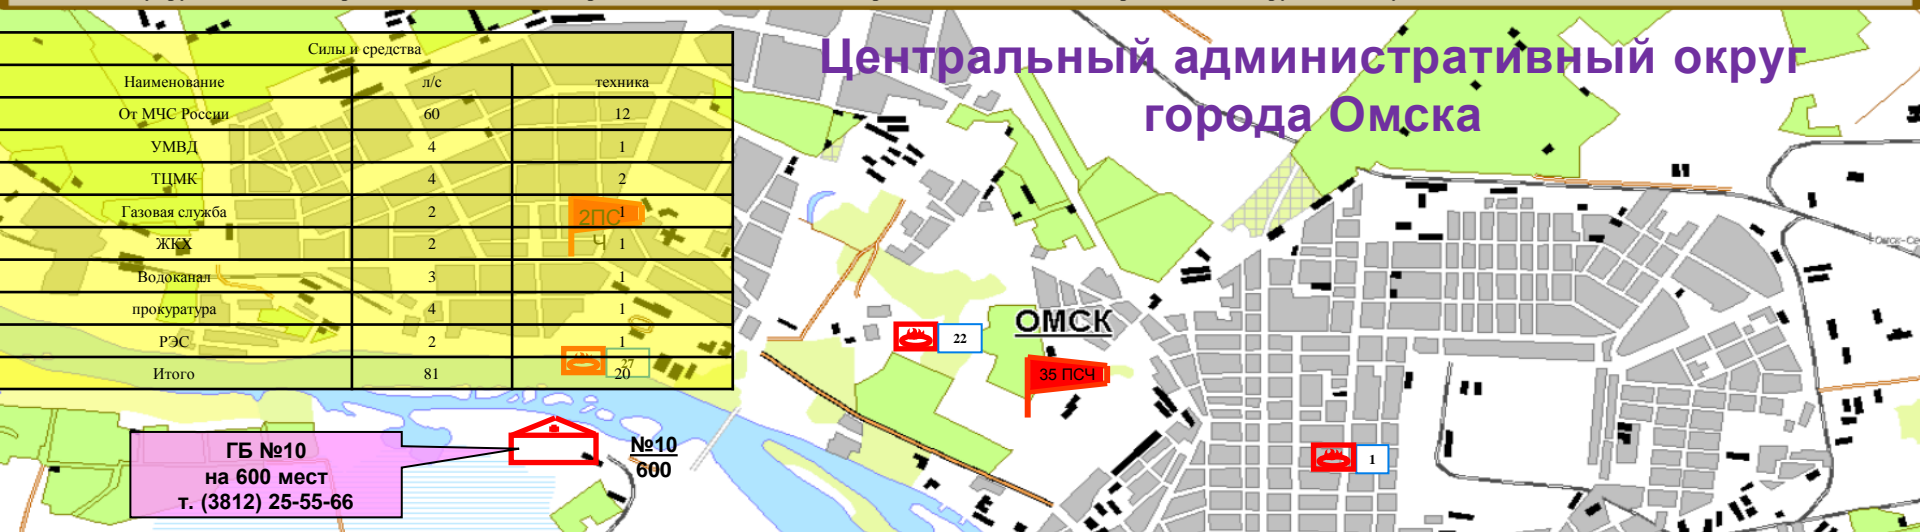 Центральный административный округ
города Омска
Силы и средства
Наименование л/с техника
От МЧС России 60 12
УМВД 4 1
ТЦМК 4 2
Газовая служба 2 1
ЖКХ 2 1
Водоканал 3 1
прокуратура 4 1
РЭС 2 1
Итого 81 20
2ПС
Ч
27
22
ОМСК
35 ПСЧ
1
ГБ №10
на 600 мест
т. (3812) 25-55-66
№10
600